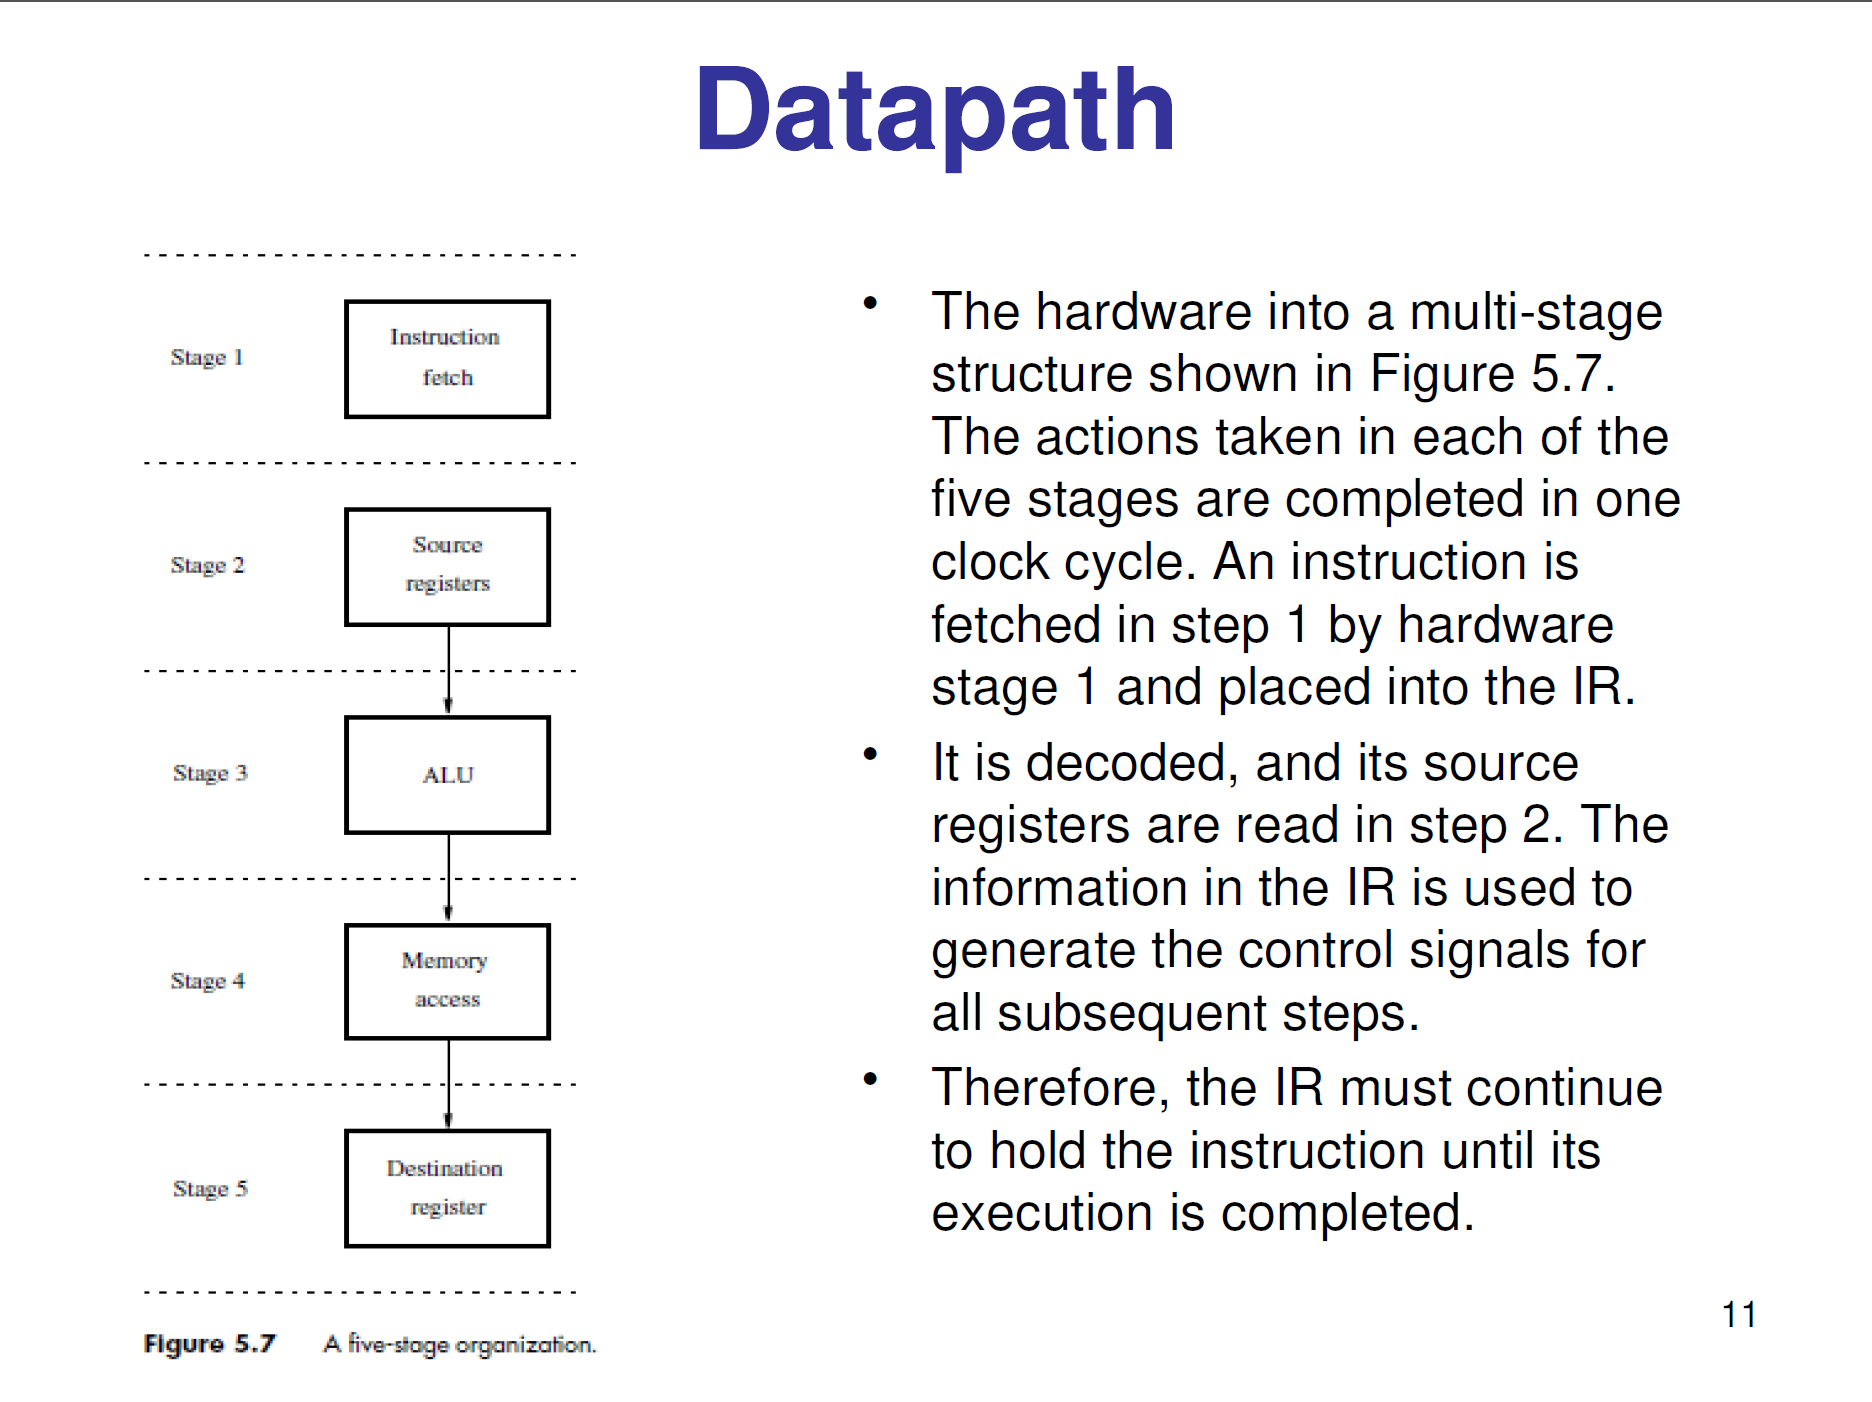 Datapath
Stage 1
Instruction
fetch
Stage 2
Source
registers
Stage 3
ALU
Stage 4
Memory
access
Stage 5
Destination
register
Figure 5.7 A five-stage organization.
• The hardware into a multi-stage
structure shown in Figure 5.7.
The actions taken in each of the
five stages are completed in one
clock cycle. An instruction is
fetched in step 1 by hardware
stage 1 and placed into the IR.
• It is decoded, and its source
registers are read in step 2. The
information in the IR is used to
generate the control signals for
all subsequent steps.
• Therefore, the IR must continue
to hold the instruction until its
execution is completed.
11